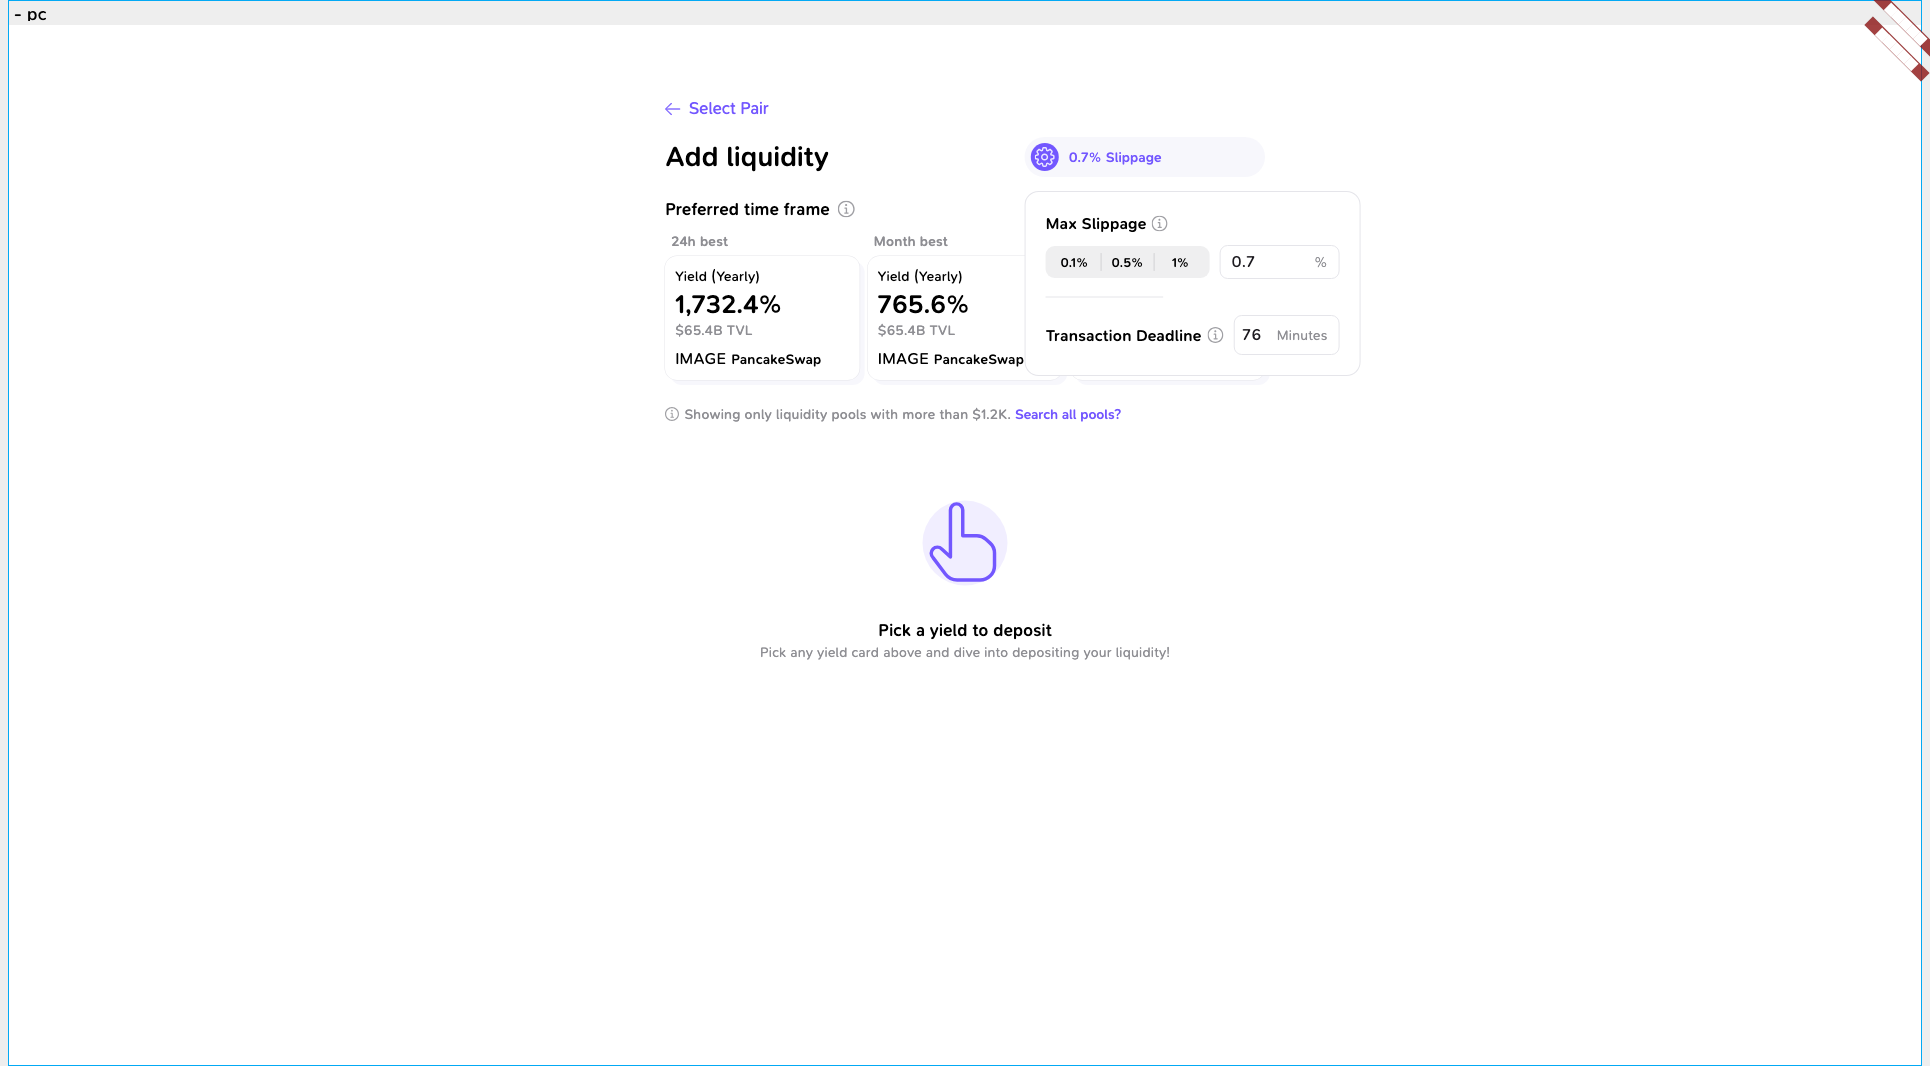 - pc
Select Pair
Add liquidity
0.7% Slippage
Preferred time frame
24h best
Yield (Yearly)
1,732.4%
$65.4B TVL
IMAGE PancakeSwap
Month best
Yield (Yearly)
765.6%
$65.4B TVL
IMAGE PancakeSwap
Max Slippage
0.1% 0.5% 1% 0.7 %
Transaction Deadline 76 Minutes
Showing only liquidity pools with more than $1.2K. Search all pools?
Pick a yield to deposit
Pick any yield card above and dive into depositing your liquidity!